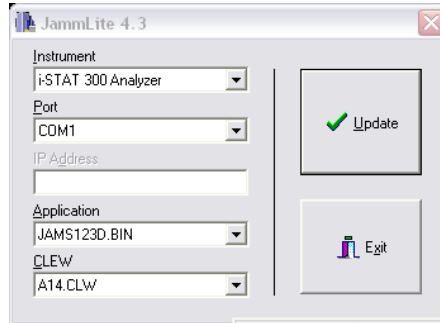 JammLite 4.3
Instrument
i-STAT 300 Analyzer
Port
COM1
IP Address
Application
JAMS123D.BIN
CLEW
A14.CLW
Update
Exit